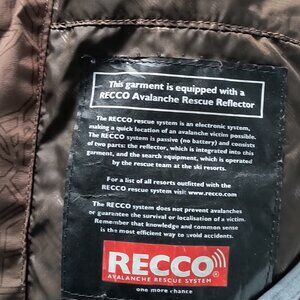 This garment is equipped with a
RECCO Avalanche Rescue Reflector
The RECCO rescue system is an electronic system,
making a quick location of an avalanche victim possible.
The RECCO system is passive (no battery) and consists
of two parts: the reflector, which is integrated into this
garment, and the search equipment, which is operated
by the rescue team at the ski resorts.
For a list of all resorts outfitted with the
RECCO rescue system visit: www.recco.com
The RECCO system does not prevent avalanches
or guarantee the survival or localisation of a victim.
Remember that knowledge and common sense
is the most efficient way to avoid accidents.
RECCO
AVALANCHE RESCUE SYSTEM
one more chance